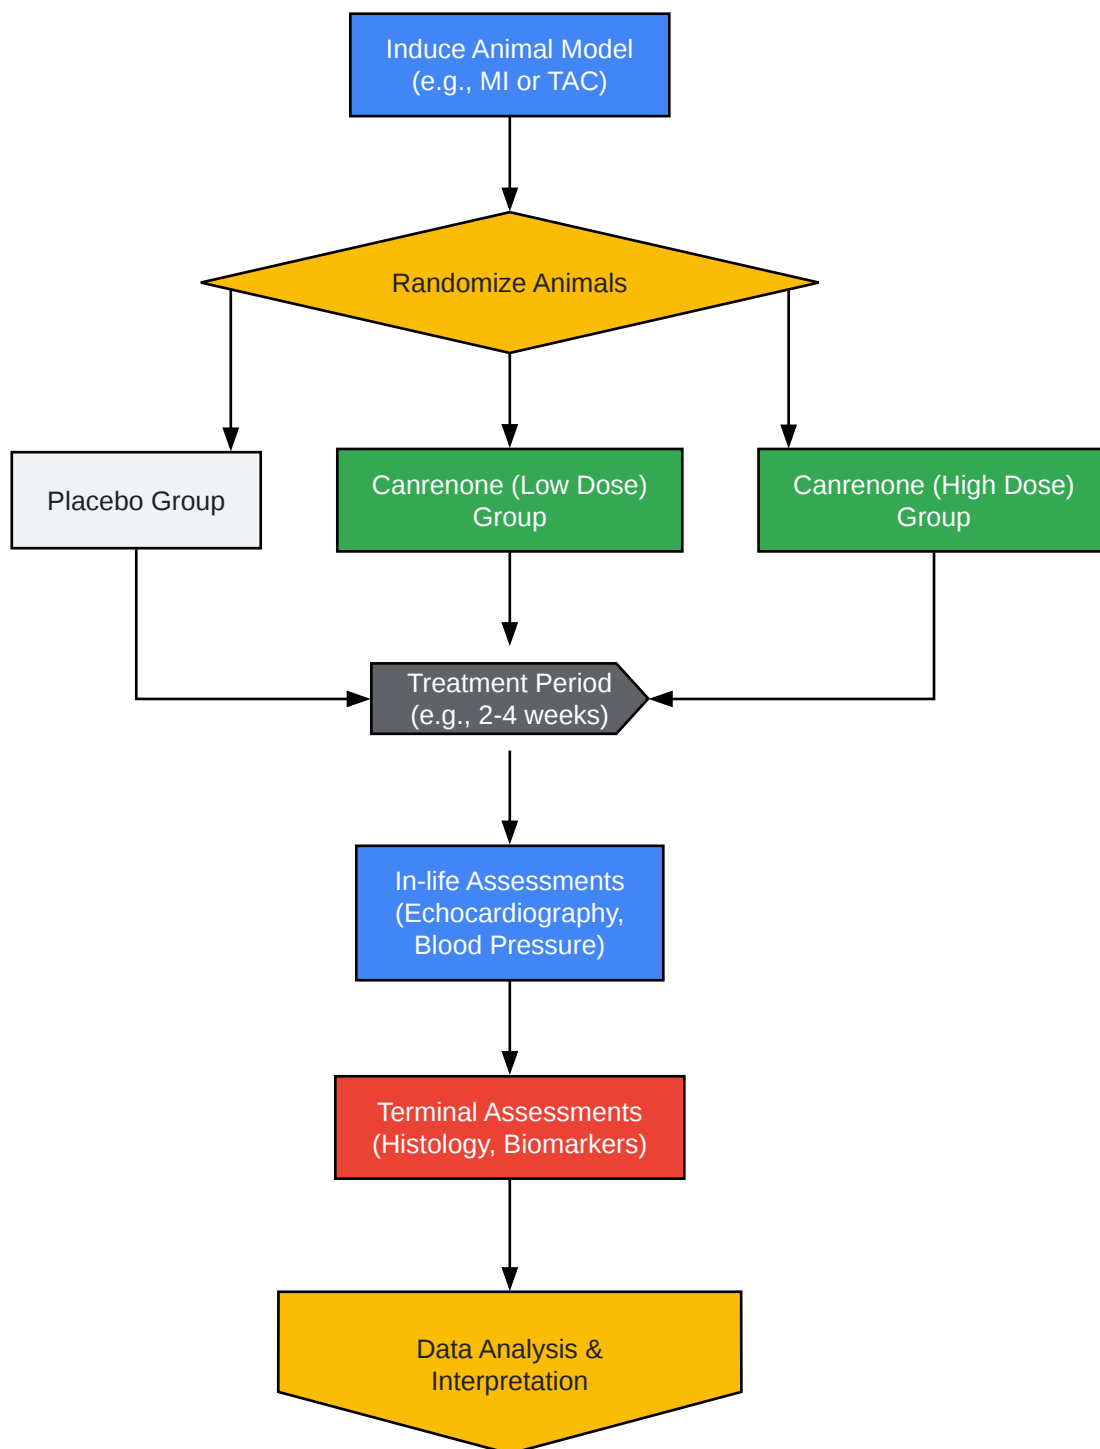 Induce Animal Model
(e.g., MI or TAC)
Randomize Animals
Placebo Group
Canrenone (Low Dose)
Group
Canrenone (High Dose)
Group
Treatment Period
(e.g., 2-4 weeks)
In-life Assessments
(Echocardiography,
Blood Pressure)
Terminal Assessments
(Histology, Biomarkers)
Data Analysis &
Interpretation